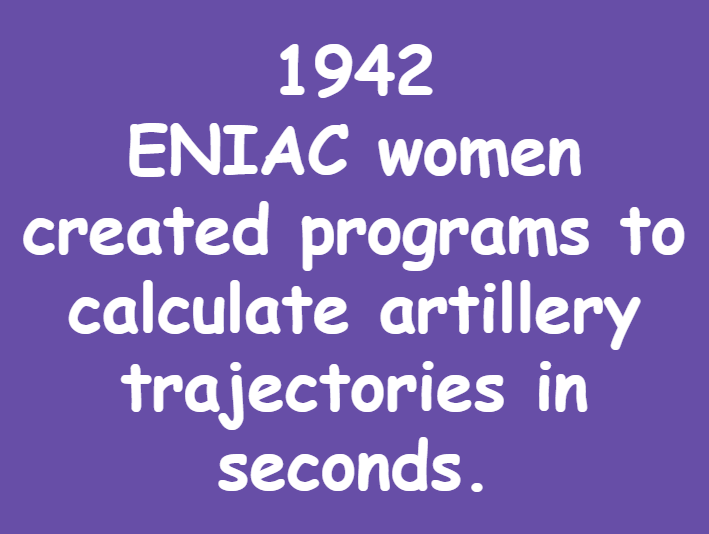 1942
ENIAC women
created programs to
calculate artillery
trajectories in
seconds.